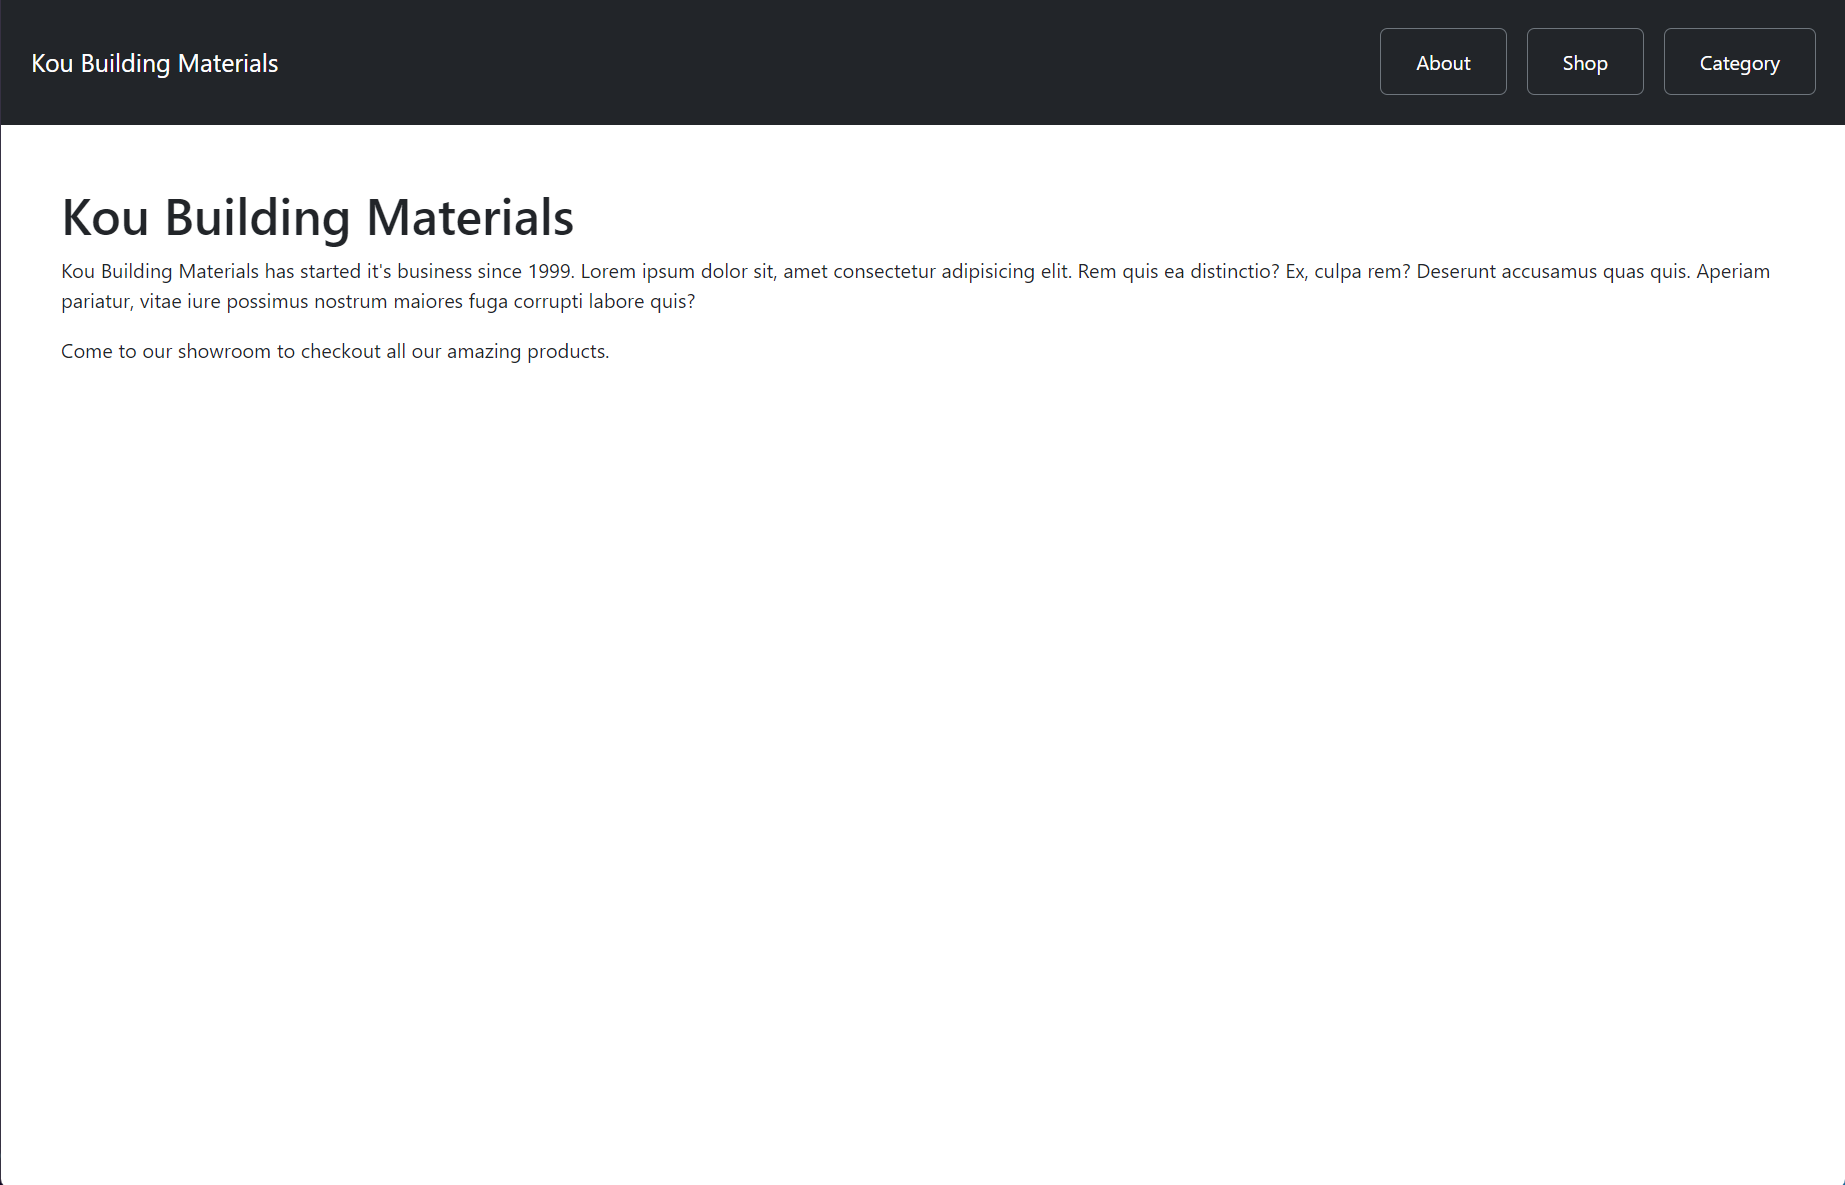 Kou Building Materials
About
Shop
Category
Kou Building Materials
Kou Building Materials has started it's business since 1999. Lorem ipsum dolor sit, amet consectetur adipisicing elit. Rem quis ea distinctio? Ex, culpa rem? Deserunt accusamus quas quis. Aperiam
pariatur, vitae iure possimus nostrum maiores fuga corrupti labore quis?
Come to our showroom to checkout all our amazing products.